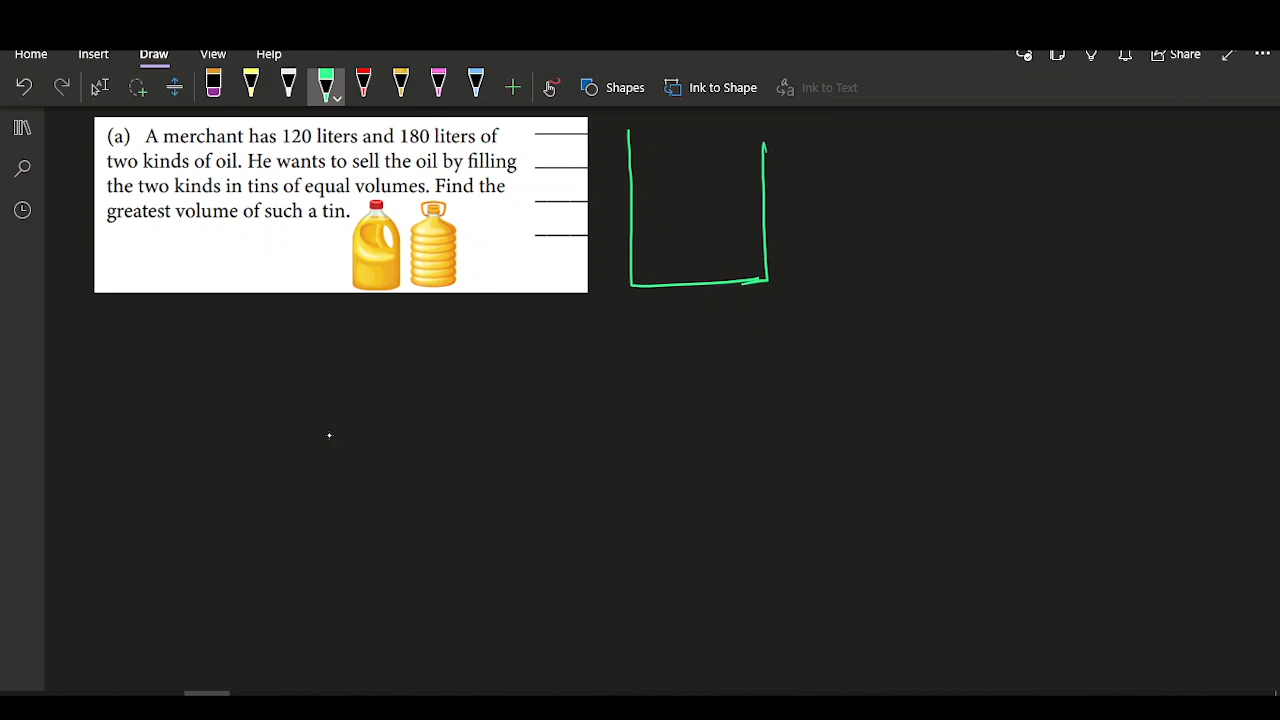 Home Insert Draw View Help Share
Shapes Ink to Shape Ink to Text
(a) A merchant has 120 liters and 180 liters of
two kinds of oil. He wants to sell the oil by filling
the two kinds in tins of equal volumes. Find the
greatest volume of such a tin.